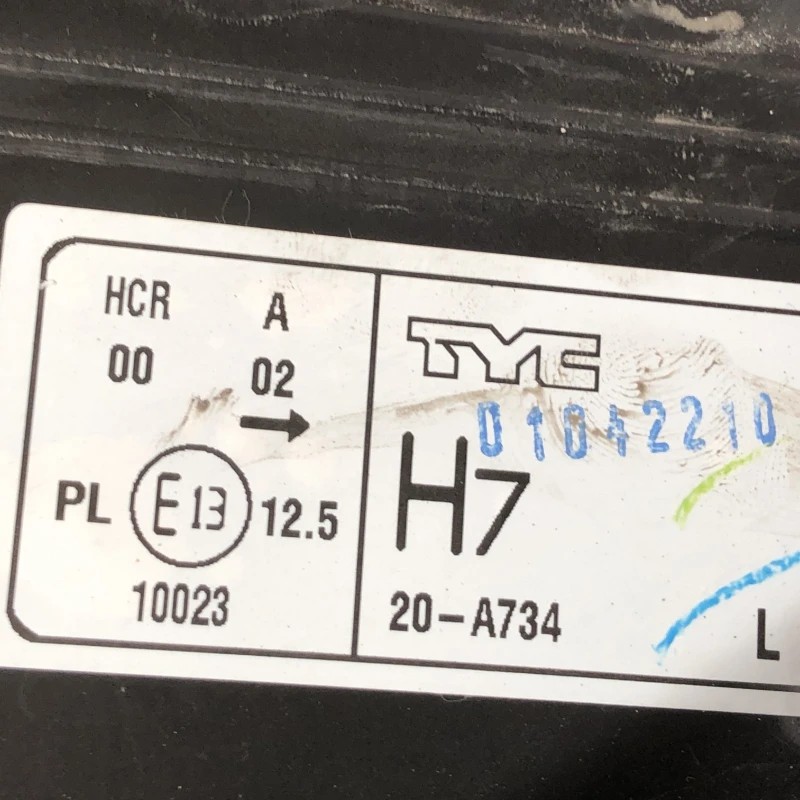 HCR A
00 02
→
PL E13 12.5
10023
TYC
01042210
H7
20-A734 L